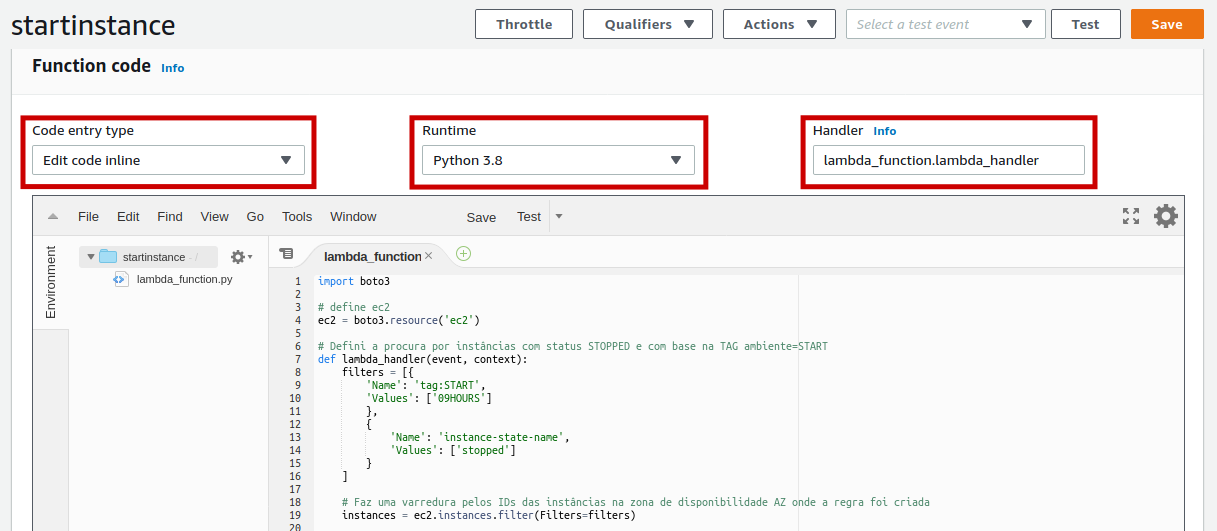 startinstance
Throttle
Qualifiers
Actions
Select a test event
Test
Save
Function code Info
Code entry type
Edit code inline
Runtime
Python 3.8
Handler Info
lambda_function.lambda_handler
File Edit Find View Go Tools Window Save Test
Environment
startinstance - /
lambda_function.py
lambda_function ×
1 import boto3
2
3 # define ec2
4 ec2 = boto3.resource('ec2')
5
6 # Defini a procura por instâncias com status STOPPED e com base na TAG ambiente=START
7 def lambda_handler(event, context):
8 filters = [{
9 'Name': 'tag:START',
10 'Values': ['09HOURS']
11 },
12 {
13 'Name': 'instance-state-name',
14 'Values': ['stopped']
15 }
16 ]
17
18 # Faz uma varredura pelos IDs das instâncias na zona de disponibilidade AZ onde a regra foi criada
19 instances = ec2.instances.filter(Filters=filters)
20